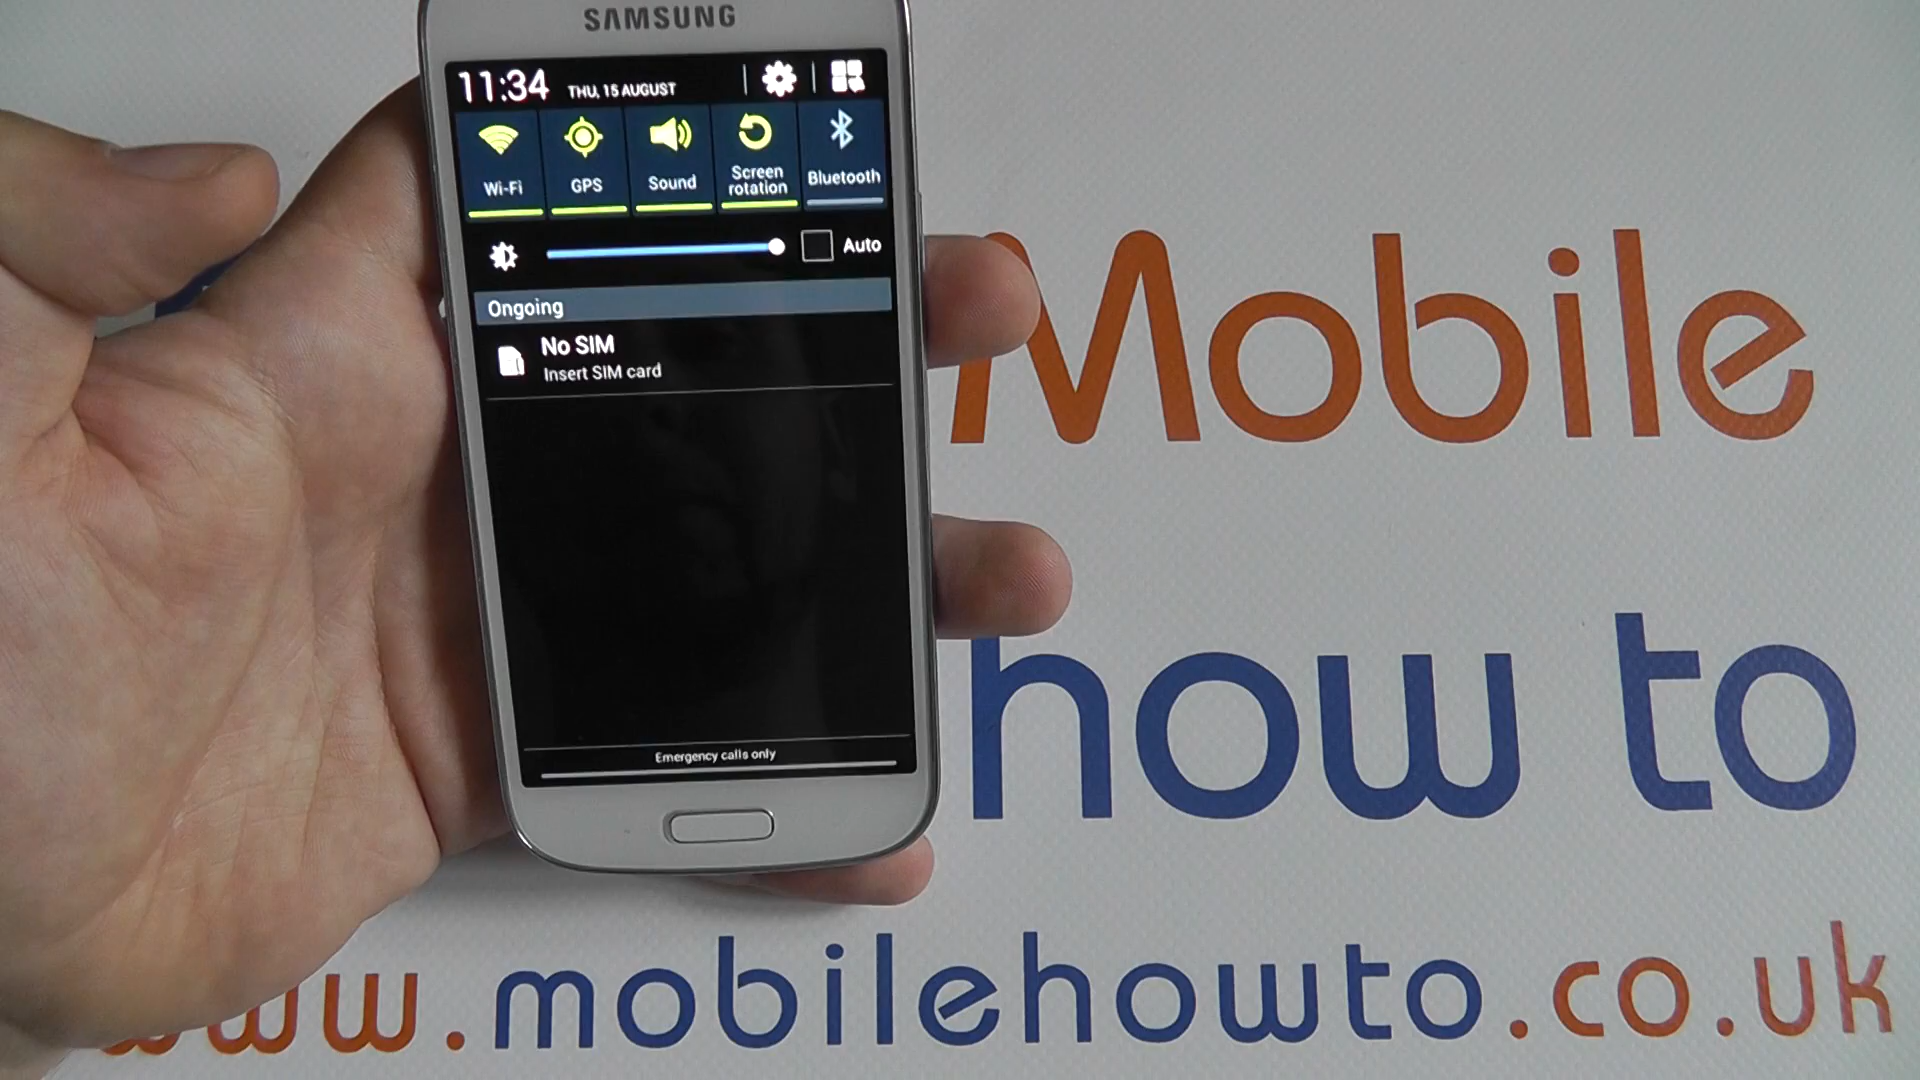 SAMSUNG
11:34 THU, 15 AUGUST
Wi-Fi GPS Sound Screen rotation Bluetooth
Auto
Ongoing
No SIM
Insert SIM card
Emergency calls only
Mobile
how to
www.mobilehowto.co.uk